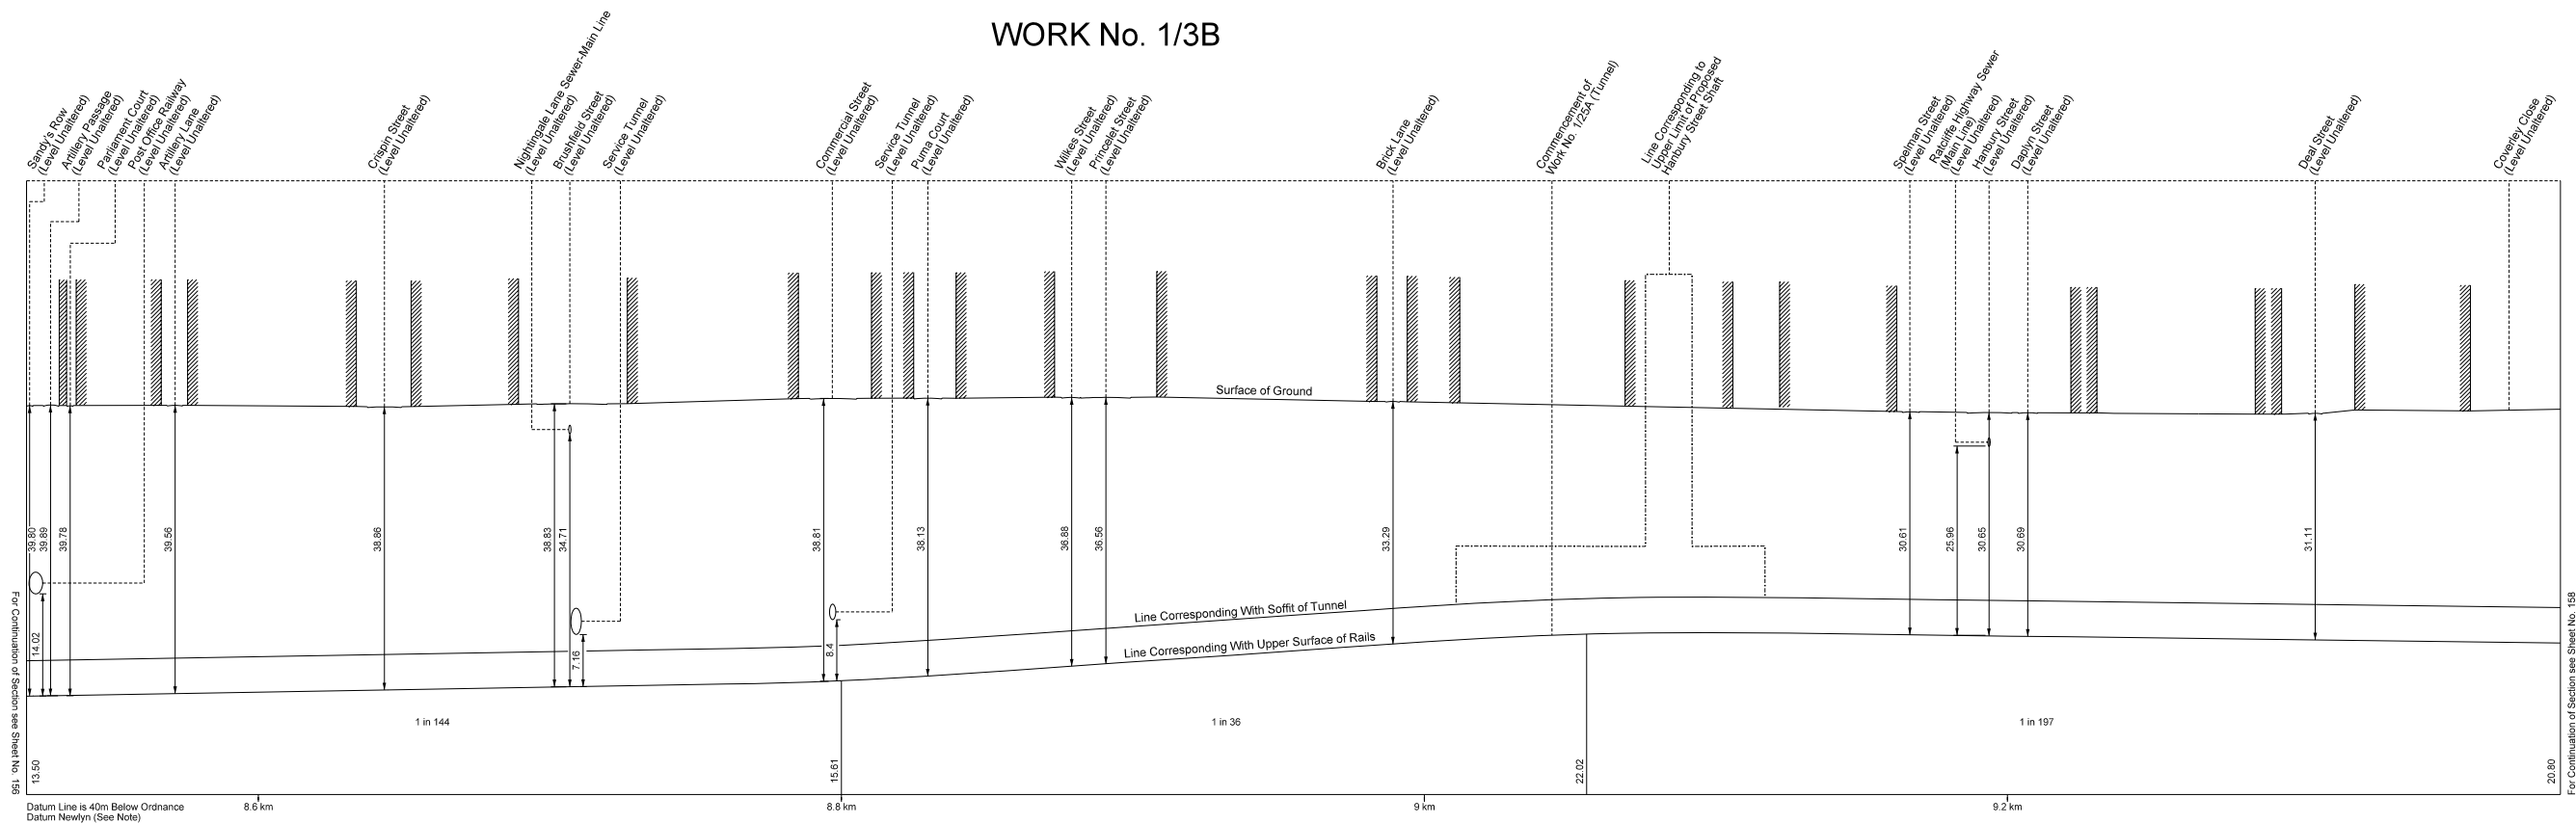 WORK No. 1/3B
Sandy's Row
(Level Unaltered)
Artillery Passage
(Level Unaltered)
Parliament Court
(Level Unaltered)
Post Office Railway
(Level Unaltered)
Artillery Lane
(Level Unaltered)
Crispin Street
(Level Unaltered)
Nightingale Lane Sewer-Main Line
(Level Unaltered)
Brushfield Street
(Level Unaltered)
Service Tunnel
(Level Unaltered)
Commercial Street
(Level Unaltered)
Service Tunnel
(Level Unaltered)
Puma Court
(Level Unaltered)
Wilkes Street
(Level Unaltered)
Princelet Street
(Level Unaltered)
Brick Lane
(Level Unaltered)
Commencement of
Work No. 1/25A (Tunnel)
Line Corresponding to
Upper Limit of Proposed
Hanbury Street Shaft
Spelman Street
(Level Unaltered)
Ratcliffe Highway Sewer
(Main Line)
(Level Unaltered)
Hanbury Street
(Level Unaltered)
Daplyn Street
(Level Unaltered)
Deal Street
(Level Unaltered)
Coverley Close
(Level Unaltered)
Surface of Ground
39.80
39.89
39.78
39.56
38.86
38.83
34.71
38.81
38.13
36.88
36.56
33.29
30.61
25.96
30.65
30.69
31.11
14.02
7.16
8.4
Line Corresponding With Soffit of Tunnel
Line Corresponding With Upper Surface of Rails
For Continuation of Section see Sheet No. 156
For Continuation of Section see Sheet No. 158
1 in 144
1 in 36
1 in 197
13.50
15.61
22.02
20.80
Datum Line is 40m Below Ordnance
Datum Newlyn (See Note)
8.6 km
8.8 km
9 km
9.2 km